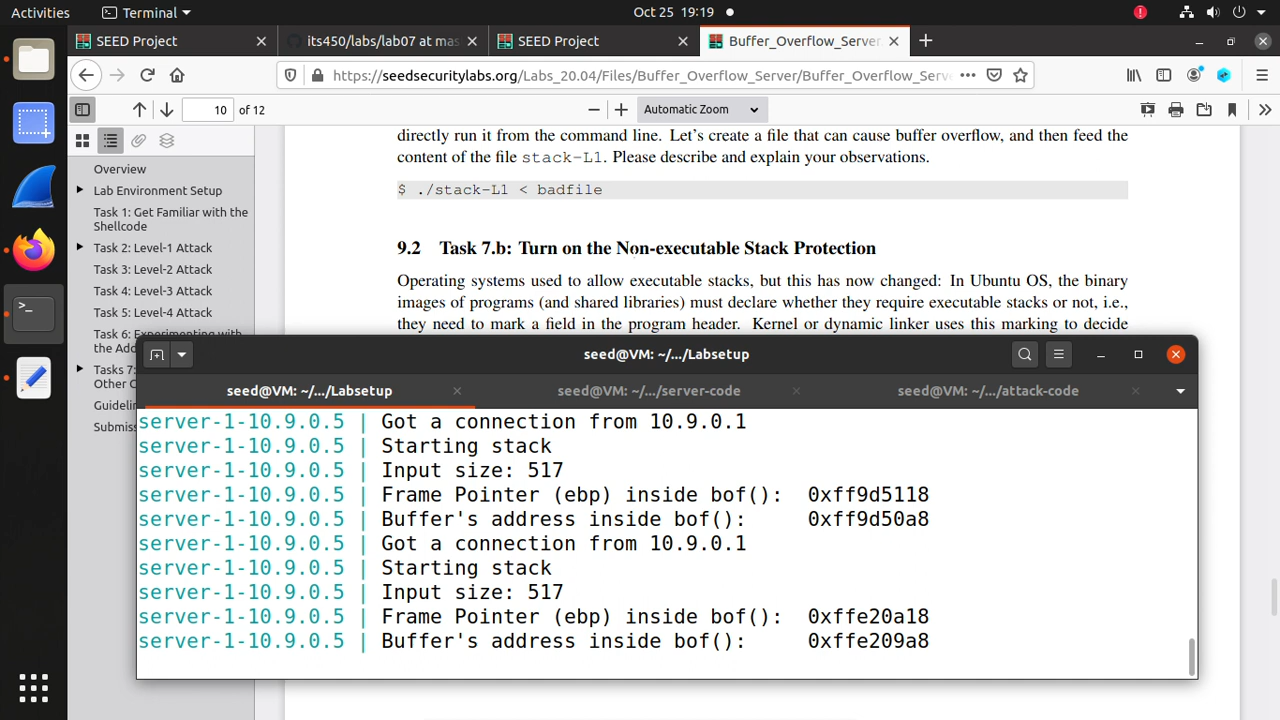 Activities
Terminal
Oct 25 19:19
SEED Project
its450/labs/lab07 at mas
SEED Project
Buffer_Overflow_Server.
https://seedsecuritylabs.org/Labs_20.04/Files/Buffer_Overflow_Server/Buffer_Overflow_Serve
10 of 12
Automatic Zoom
Overview
Lab Environment Setup
Task 1: Get Familiar with the
Shellcode
Task 2: Level-1 Attack
Task 3: Level-2 Attack
Task 4: Level-3 Attack
Task 5: Level-4 Attack
Task 6: Experimenting with
the Add
Tasks 7:
Other C
Guidelin
Submiss
directly run it from the command line. Let's create a file that can cause buffer overflow, and then feed the
content of the file stack-L1. Please describe and explain your observations.
$ ./stack-L1 < badfile
9.2 Task 7.b: Turn on the Non-executable Stack Protection
Operating systems used to allow executable stacks, but this has now changed: In Ubuntu OS, the binary
images of programs (and shared libraries) must declare whether they require executable stacks or not, i.e.,
they need to mark a field in the program header. Kernel or dynamic linker uses this marking to decide
seed@VM: ~/.../Labsetup
seed@VM: ~/.../Labsetup
seed@VM: ~/.../server-code
seed@VM: ~/.../attack-code
server-1-10.9.0.5 | Got a connection from 10.9.0.1
server-1-10.9.0.5 | Starting stack
server-1-10.9.0.5 | Input size: 517
server-1-10.9.0.5 | Frame Pointer (ebp) inside bof(): 0xff9d5118
server-1-10.9.0.5 | Buffer's address inside bof(): 0xff9d50a8
server-1-10.9.0.5 | Got a connection from 10.9.0.1
server-1-10.9.0.5 | Starting stack
server-1-10.9.0.5 | Input size: 517
server-1-10.9.0.5 | Frame Pointer (ebp) inside bof(): 0xffe20a18
server-1-10.9.0.5 | Buffer's address inside bof(): 0xffe209a8